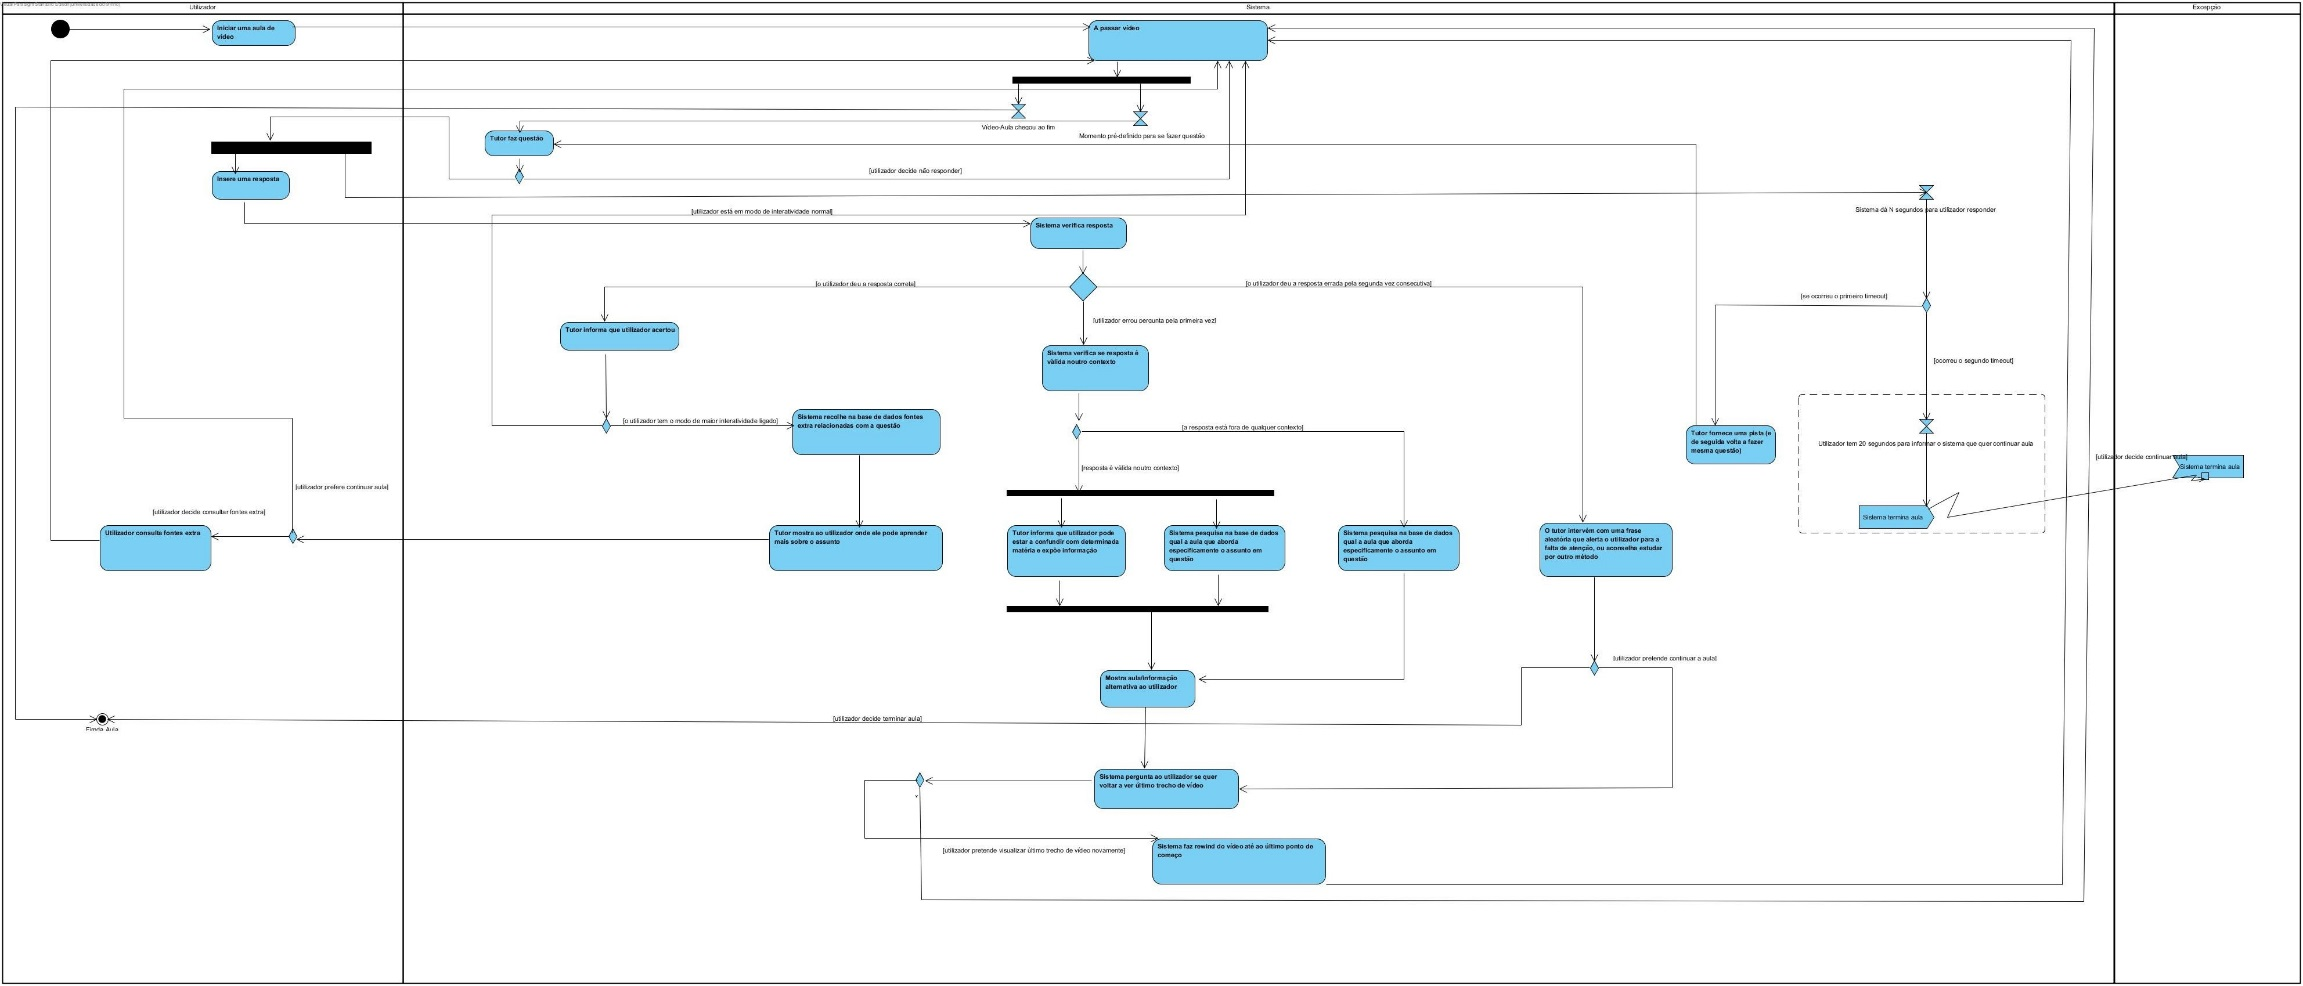 Utilizador
Sistema
Excepção
Iniciar uma aula de
vídeo
A passar vídeo
Vídeo-Aula chegou ao fim
Momento pré-definido para se fazer questão
Tutor faz questão
[utilizador decide não responder]
Insere uma resposta
Sistema dá N segundos para utilizador responder
[utilizador está em modo de interatividade normal]
Sistema verifica resposta
[o utilizador deu a resposta correta]
[o utilizador deu a resposta errada pela segunda vez consecutiva]
[se ocorreu o primeiro timeout]
[utilizador errou pergunta pela primeira vez]
Tutor informa que utilizador acertou
Sistema verifica se resposta é
válida noutro contexto
[ocorreu o segundo timeout]
Sistema recolhe na base de dados fontes
extra relacionadas com a questão
[o utilizador tem o modo de maior interatividade ligado]
[a resposta está fora de qualquer contexto]
Tutor fornece uma pista (e
de seguida volta a fazer
mesma questão)
Utilizador tem 20 segundos para informar o sistema que quer continuar aula
[utilizador decide continuar aula]
Sistema termina aula
[resposta é válida noutro contexto]
[utilizador prefere continuar aula]
[utilizador decide consultar fontes extra]
Sistema termina aula
Utilizador consulta fontes extra
Tutor mostra ao utilizador onde ele pode aprender
mais sobre o assunto
Tutor informa que utilizador pode
estar a confundir com determinada
matéria e expõe informação
Sistema pesquisa na base de dados
qual a aula que aborda
especificamente o assunto em
questão
Sistema pesquisa na base de dados
qual a aula que aborda
especificamente o assunto em
questão
O tutor intervém com uma frase
aleatória que alerta o utilizador para a
falta de atenção, ou aconselha estudar
por outro método
[utilizador pretende continuar a aula]
Mostra aula/informação
alternativa ao utilizador
[utilizador decide terminar aula]
Aula
Sistema pergunta ao utilizador se quer
voltar a ver último trecho de vídeo
[utilizador pretende visualizar último trecho de vídeo novamente]
Sistema faz rewind do vídeo até ao último ponto de
começo